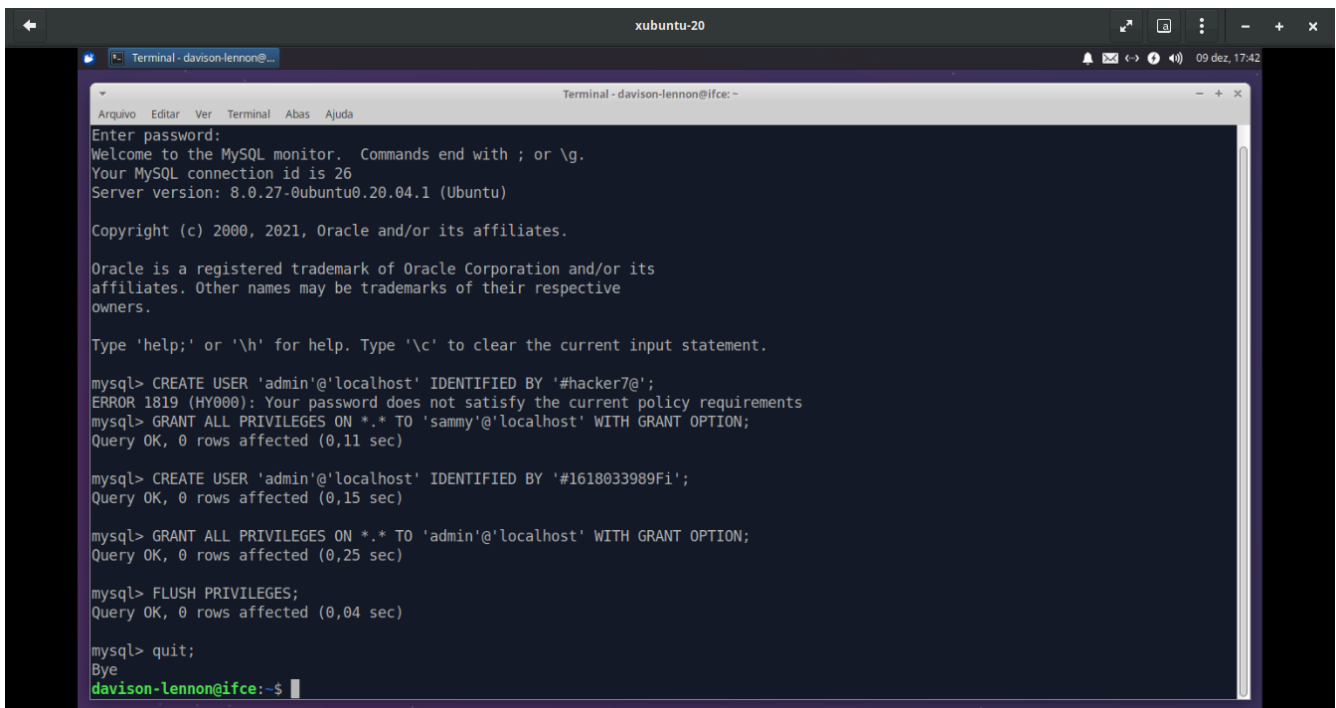 xubuntu-20
Terminal - davison-lennon@...
09 dez, 17:42
Terminal - davison-lennon@ifce: ~
Arquivo Editar Ver Terminal Abas Ajuda
Enter password:
Welcome to the MySQL monitor.  Commands end with ; or \g.
Your MySQL connection id is 26
Server version: 8.0.27-0ubuntu0.20.04.1 (Ubuntu)
Copyright (c) 2000, 2021, Oracle and/or its affiliates.
Oracle is a registered trademark of Oracle Corporation and/or its
affiliates. Other names may be trademarks of their respective
owners.
Type 'help;' or '\h' for help. Type '\c' to clear the current input statement.
mysql> CREATE USER 'admin'@'localhost' IDENTIFIED BY '#hacker7@';
ERROR 1819 (HY000): Your password does not satisfy the current policy requirements
mysql> GRANT ALL PRIVILEGES ON *.* TO 'sammy'@'localhost' WITH GRANT OPTION;
Query OK, 0 rows affected (0,11 sec)
mysql> CREATE USER 'admin'@'localhost' IDENTIFIED BY '#1618033989Fi';
Query OK, 0 rows affected (0,15 sec)
mysql> GRANT ALL PRIVILEGES ON *.* TO 'admin'@'localhost' WITH GRANT OPTION;
Query OK, 0 rows affected (0,25 sec)
mysql> FLUSH PRIVILEGES;
Query OK, 0 rows affected (0,04 sec)
mysql> quit;
Bye
davison-lennon@ifce:~$